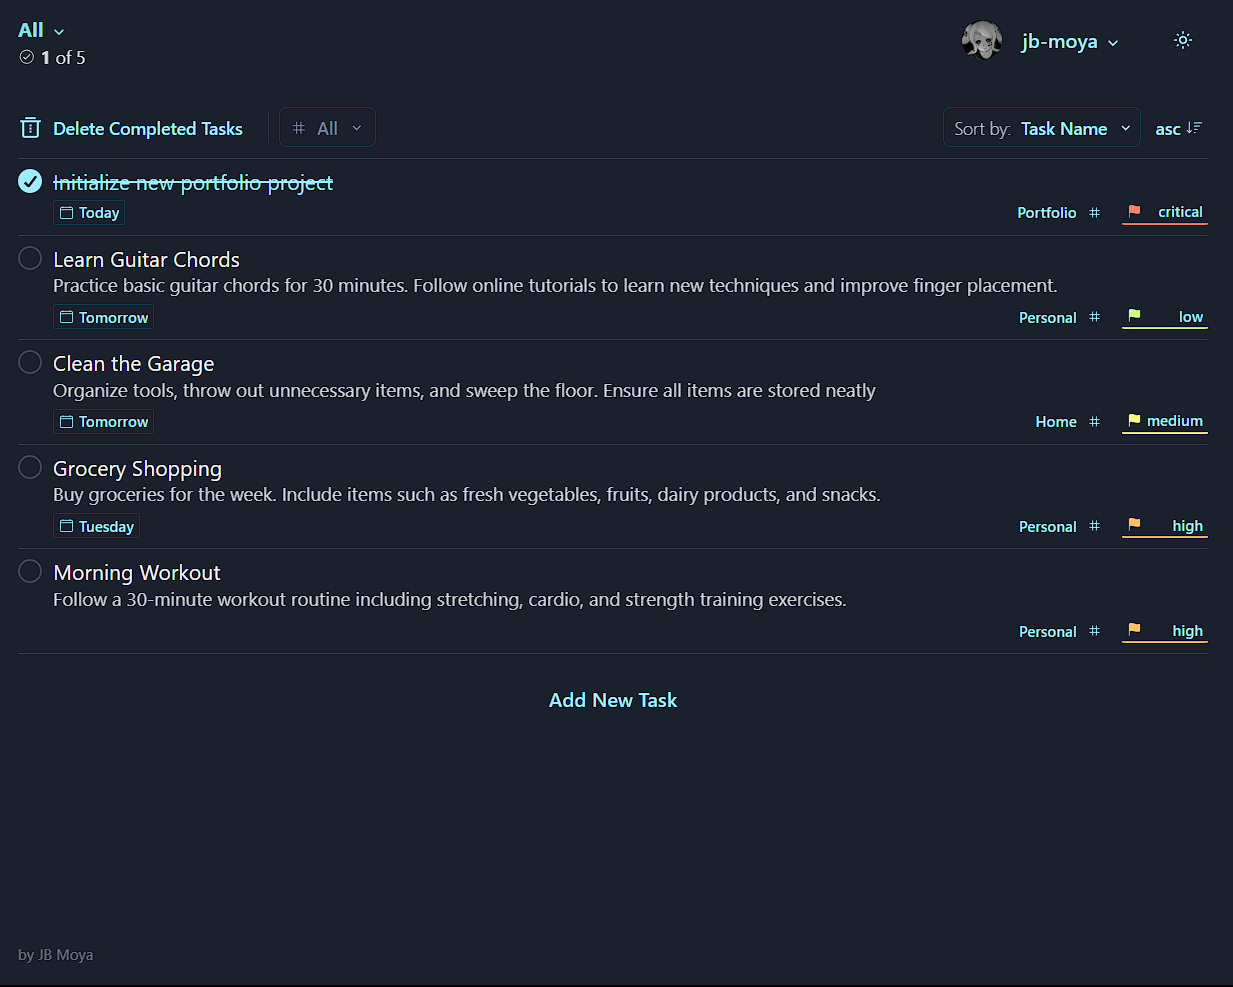 All
1 of 5
jb-moya
Delete Completed Tasks
# All
Sort by: Task Name
asc
Initialize new portfolio project
Today
Portfolio #
critical
Learn Guitar Chords
Practice basic guitar chords for 30 minutes. Follow online tutorials to learn new techniques and improve finger placement.
Tomorrow
Personal #
low
Clean the Garage
Organize tools, throw out unnecessary items, and sweep the floor. Ensure all items are stored neatly
Tomorrow
Home #
medium
Grocery Shopping
Buy groceries for the week. Include items such as fresh vegetables, fruits, dairy products, and snacks.
Tuesday
Personal #
high
Morning Workout
Follow a 30-minute workout routine including stretching, cardio, and strength training exercises.
Personal #
high
Add New Task
by JB Moya